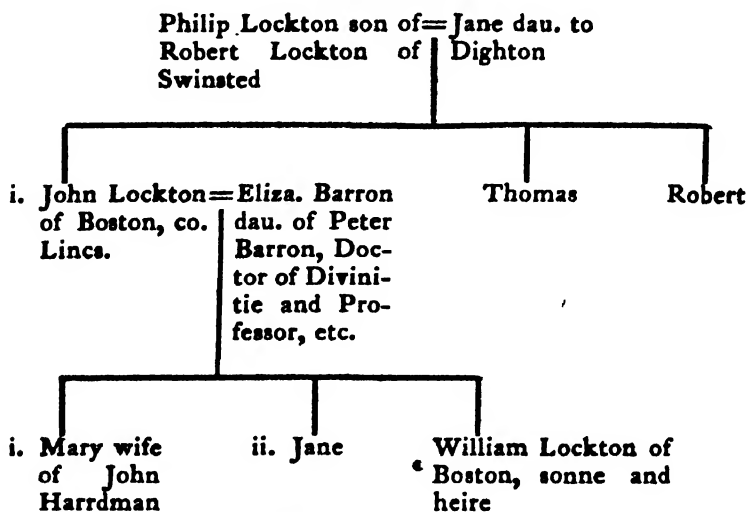 Philip Lockton son of = Jane dau. to
Robert Lockton of Dighton
Swinsted
i. John Lockton = Eliza. Barron
of Boston, co. dau. of Peter
Lincs. Barron, Doc-
tor of Divini-
tie and Pro-
fessor, etc.
Thomas
Robert
i. Mary wife
of John
Harrdman
ii. Jane
William Lockton of
Boston, sonne and
heire